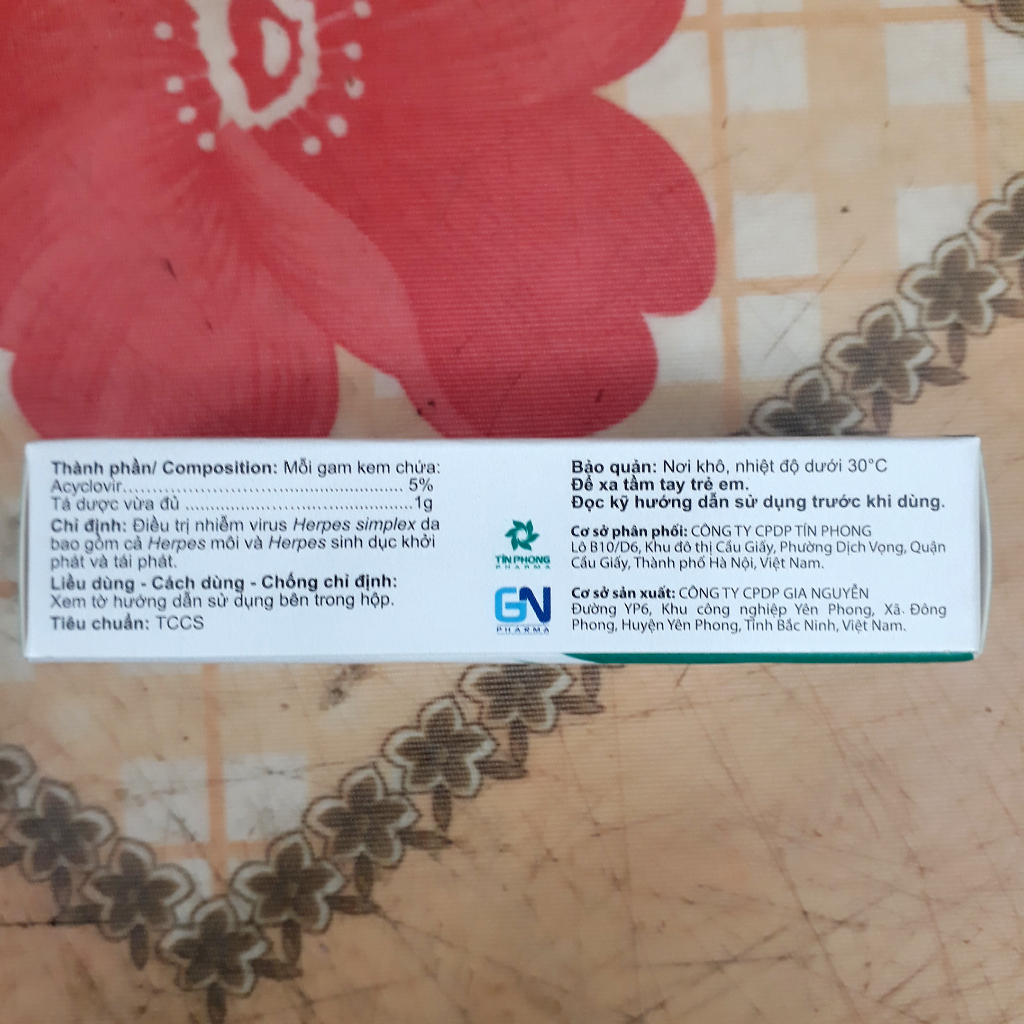 Thành phần/ Composition: Mỗi gam kem chứa:
Acyclovir............................................................ 5%
Tá dược vừa đủ .............................................1g
Chỉ định: Điều trị nhiễm virus Herpes simplex da
bao gồm cả Herpes môi và Herpes sinh dục khởi
phát và tái phát.
Liều dùng - Cách dùng - Chống chỉ định:
Xem tờ hướng dẫn sử dụng bên trong hộp.
Tiêu chuẩn: TCCS
TÍN PHONG
PHARMA
GN
PHARMA
Bảo quản: Nơi khô, nhiệt độ dưới 30°C
Để xa tầm tay trẻ em.
Đọc kỹ hướng dẫn sử dụng trước khi dùng.
Cơ sở phân phối: CÔNG TY CPDP TÍN PHONG
Lô B10/D6, Khu đô thị Cầu Giấy, Phường Dịch Vọng, Quận
Cầu Giấy, Thành phố Hà Nội, Việt Nam.
Cơ sở sản xuất: CÔNG TY CPDP GIA NGUYỄN
Đường YP6, Khu công nghiệp Yên Phong, Xã Đông
Phong, Huyện Yên Phong, Tỉnh Bắc Ninh, Việt Nam.